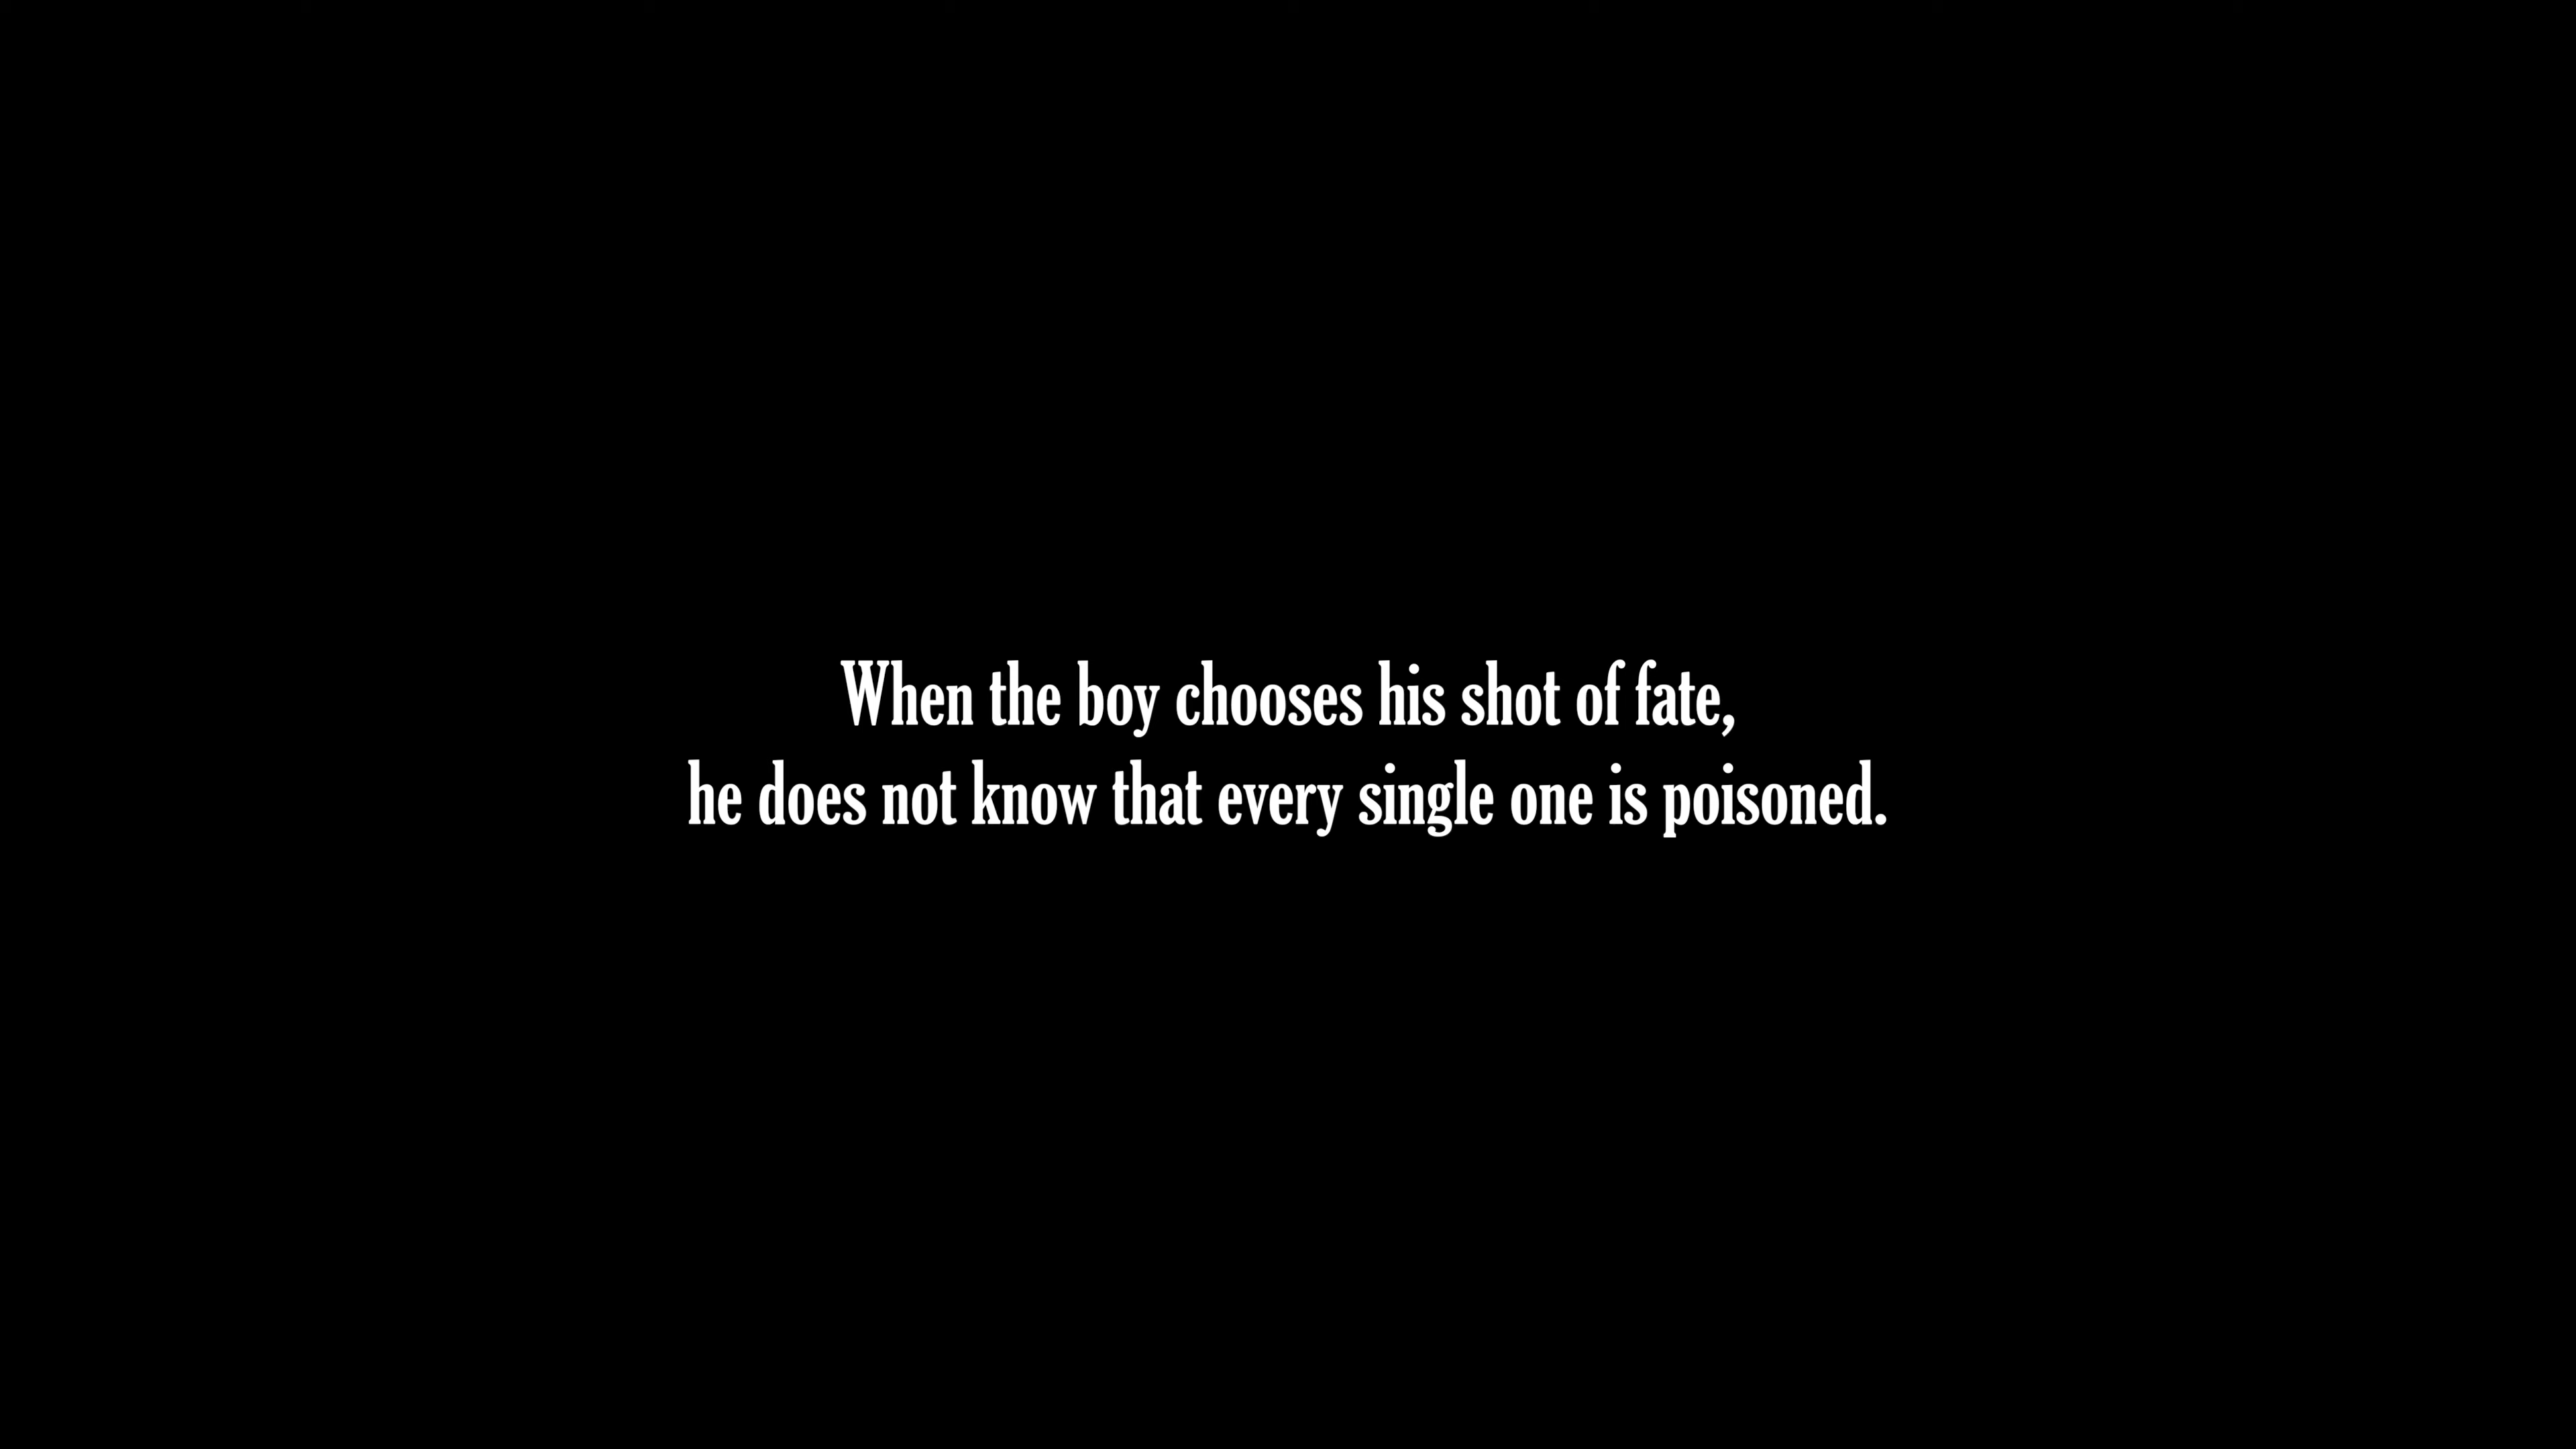 When the boy chooses his shot of fate,
he does not know that every single one is poisoned.